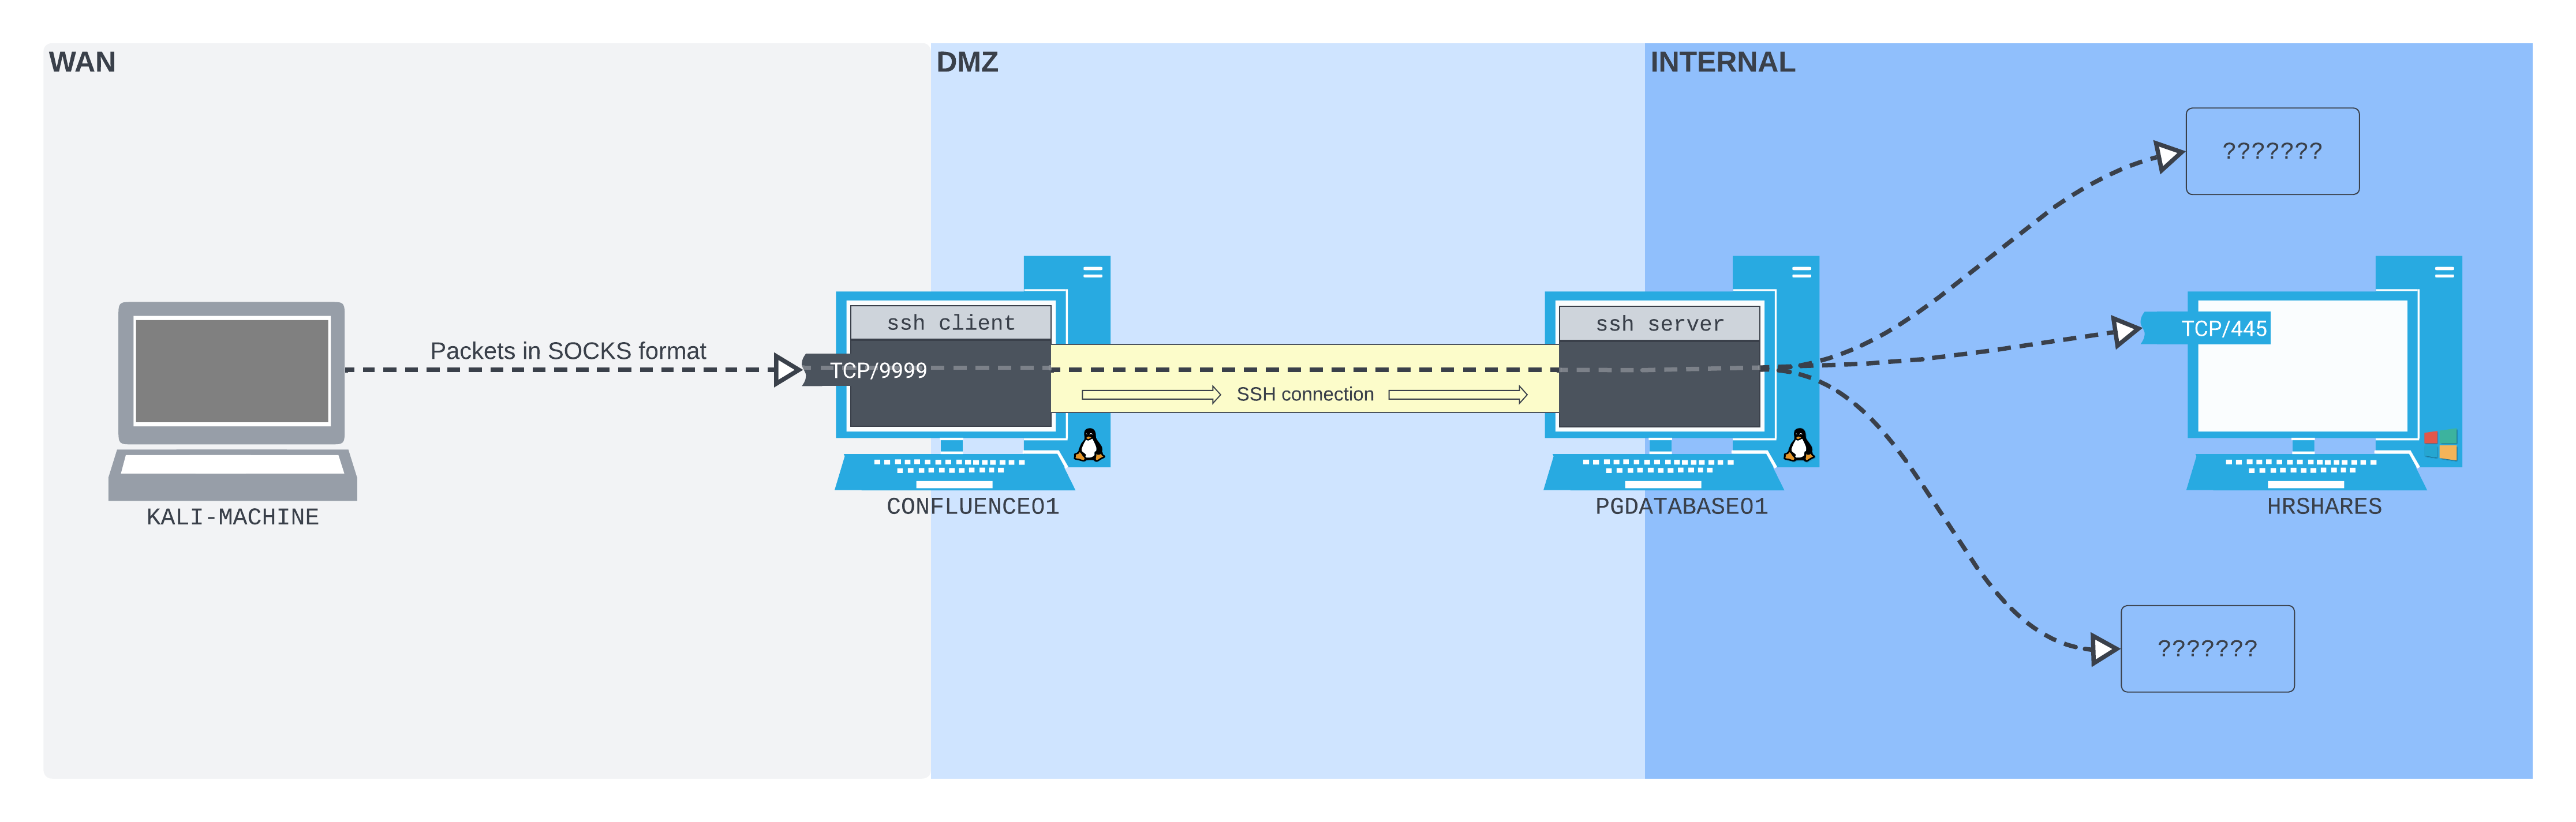 WAN
DMZ
INTERNAL
???????
ssh client
ssh server
TCP/445
Packets in SOCKS format
TCP/9999
SSH connection
KALI-MACHINE
CONFLUENCE01
PGDATABASE01
HRSHARES
???????